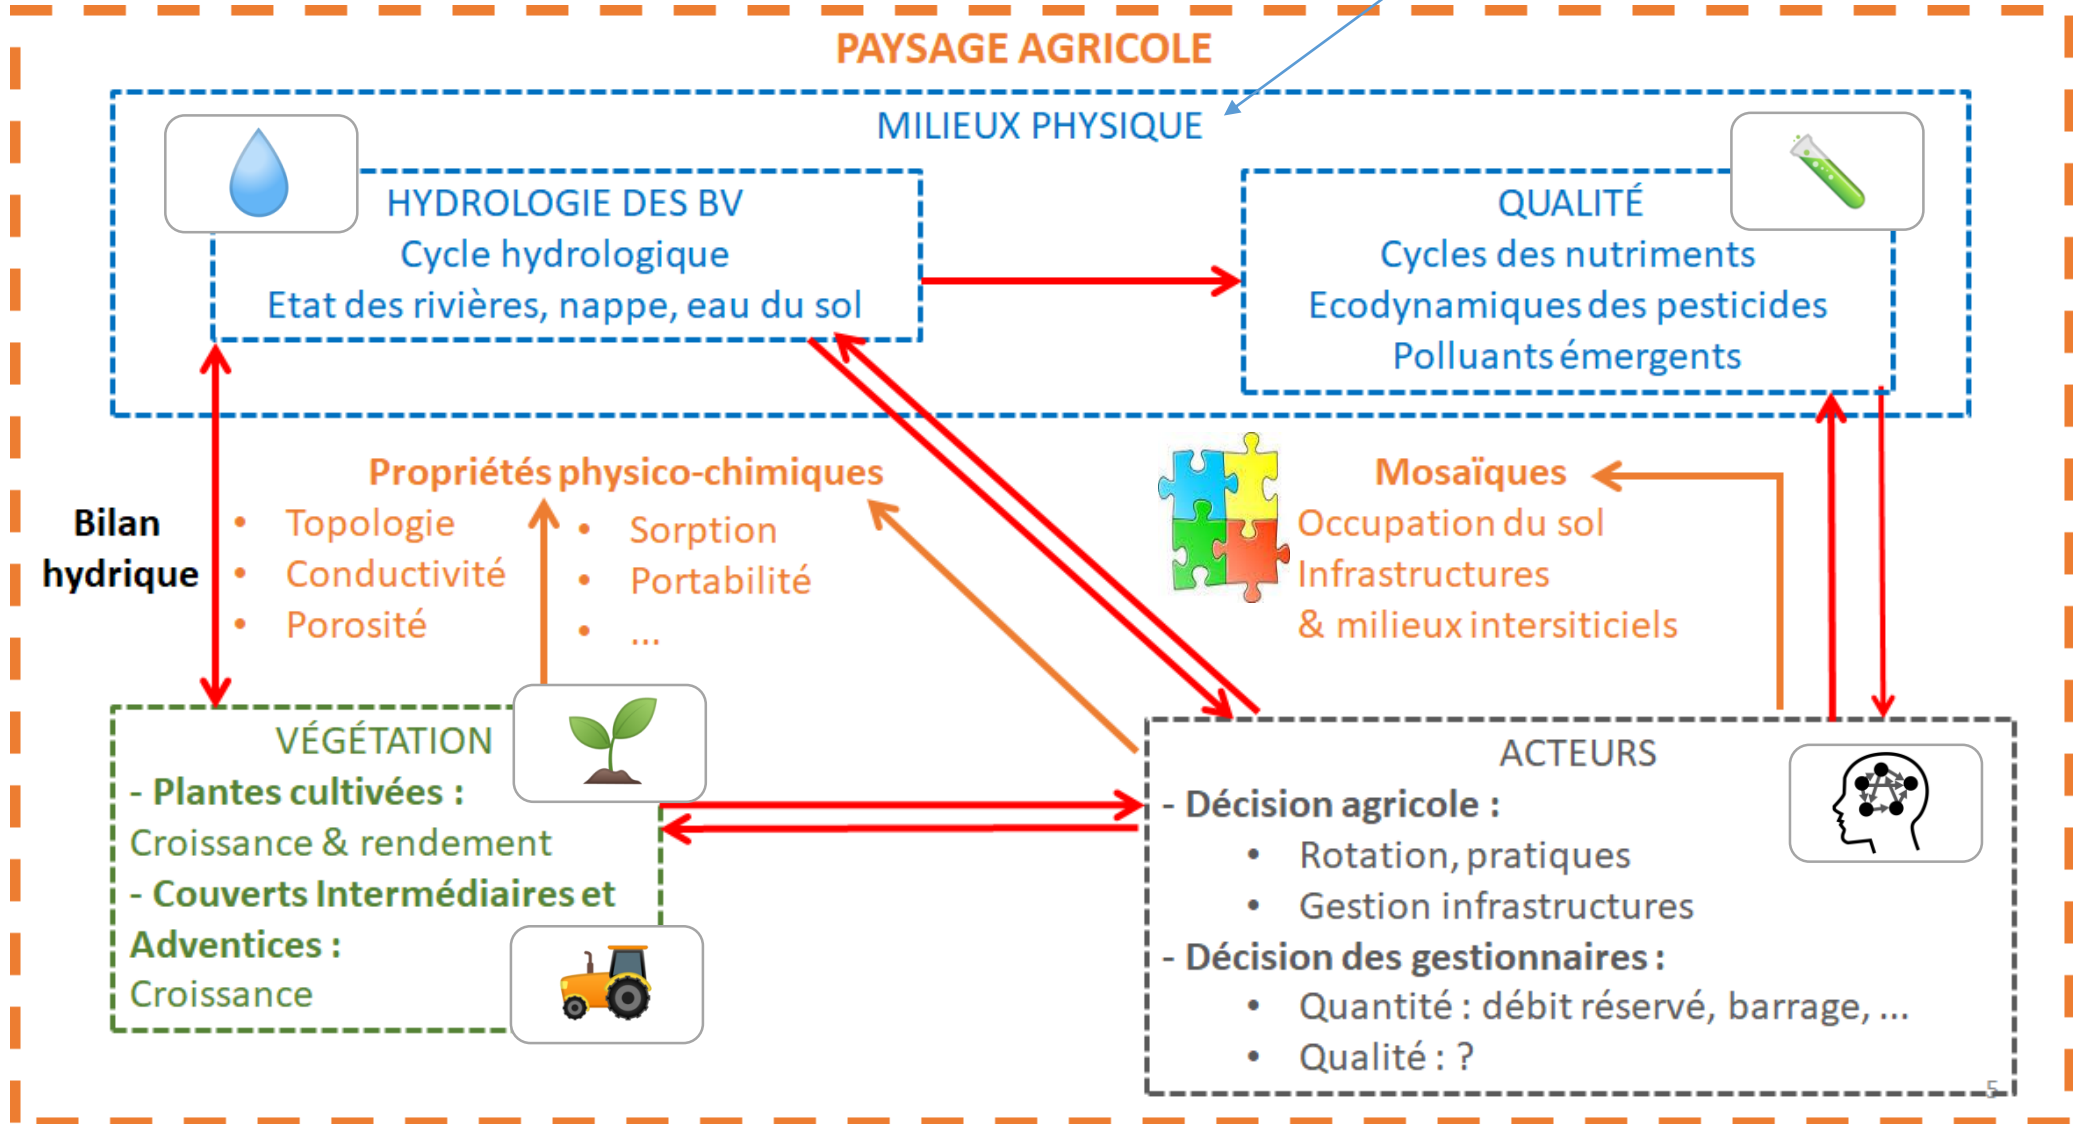 PAYSAGE AGRICOLE
MILIEUX PHYSIQUE
HYDROLOGIE DES BV
Cycle hydrologique
Etat des rivières, nappe, eau du sol
QUALITÉ
Cycles des nutriments
Ecodynamiques des pesticides
Polluants émergents
Bilan
hydrique
Propriétés physico-chimiques
• Topologie
• Conductivité
• Porosité
• Sorption
• Portabilité
• ...
Mosaïques
Occupation du sol
Infrastructures
& milieux intersiticiels
VÉGÉTATION
- Plantes cultivées :
Croissance & rendement
- Couverts Intermédiaires et
Adventices :
Croissance
ACTEURS
- Décision agricole :
• Rotation, pratiques
• Gestion infrastructures
- Décision des gestionnaires :
• Quantité : débit réservé, barrage, ...
• Qualité : ?
5